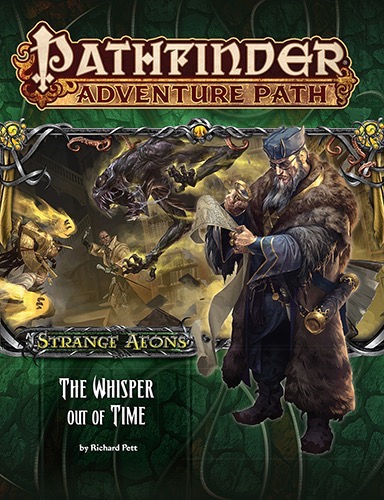 PATHFINDER
ADVENTURE PATH
STRANGE AEONS
THE WHISPER
OUT OF TIME
by Richard Pett